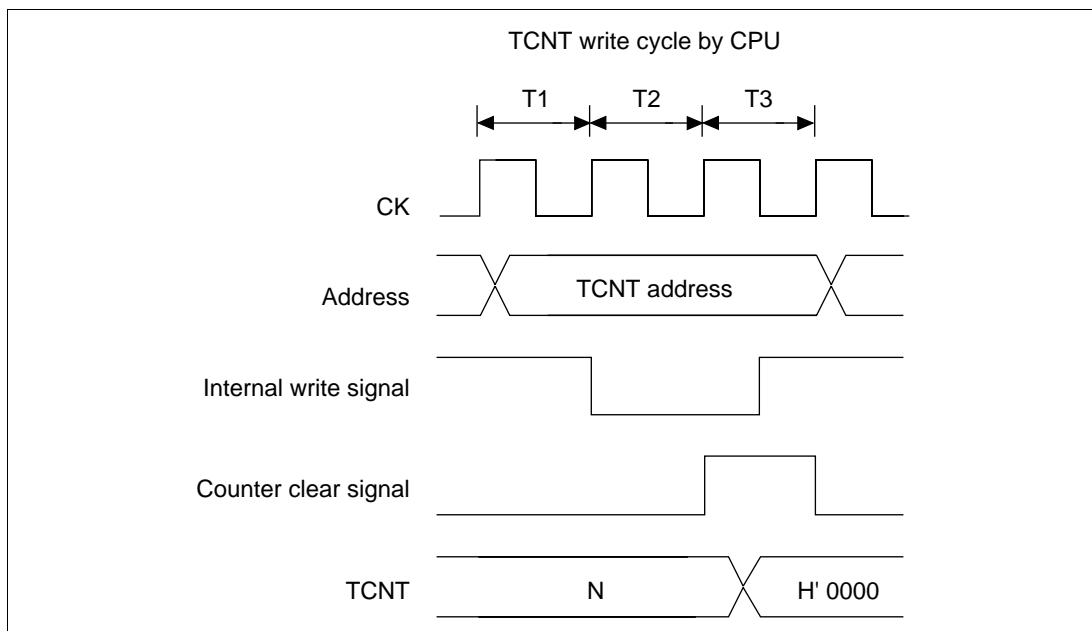 TCNT write cycle by CPU
T1 T2 T3
CK
Address TCNT address
Internal write signal
Counter clear signal
TCNT N H' 0000